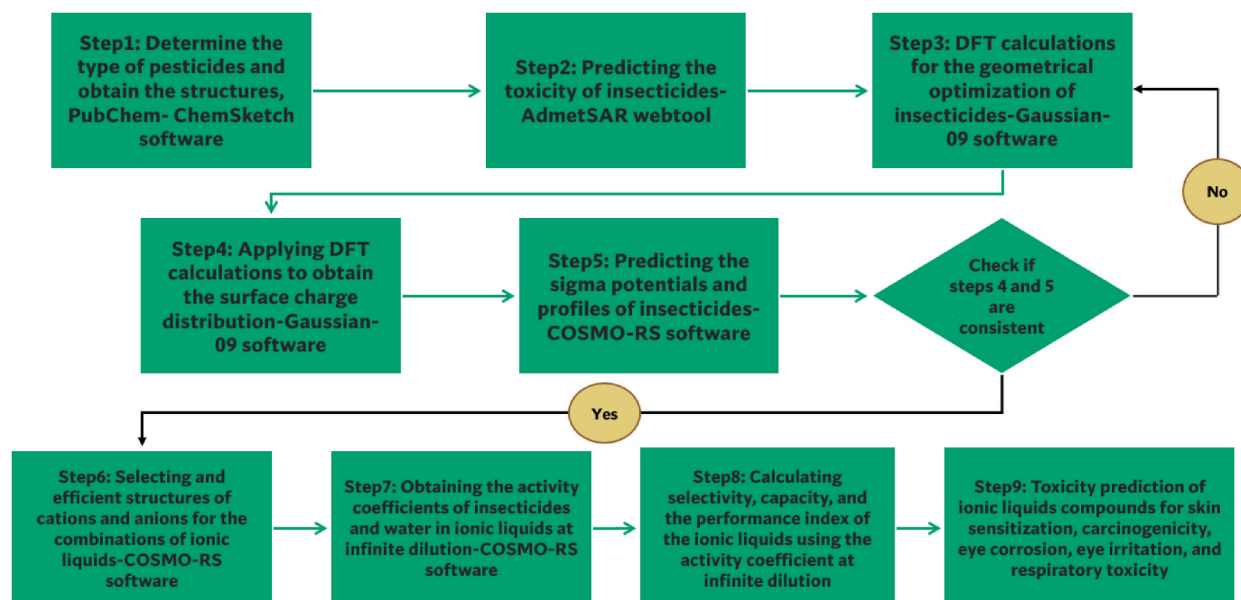 Step1: Determine the
type of pesticides and
obtain the structures,
PubChem- ChemSketch
software
Step2: Predicting the
toxicity of insecticides-
AdmetSAR webtool
Step3: DFT calculations
for the geometrical
optimization of
insecticides-Gaussian-
09 software
No
Step4: Applying DFT
calculations to obtain
the surface charge
distribution-Gaussian-
09 software
Step5: Predicting the
sigma potentials and
profiles of insecticides-
COSMO-RS software
Check if
steps 4 and 5
are
consistent
Yes
Step6: Selecting and
efficient structures of
cations and anions for the
combinations of ionic
liquids-COSMO-RS
software
Step7: Obtaining the activity
coefficients of insecticides
and water in ionic liquids at
infinite dilution-COSMO-RS
software
Step8: Calculating
selectivity, capacity, and
the performance index of
the ionic liquids using the
activity coefficient at
infinite dilution
Step9: Toxicity prediction of
ionic liquids compounds for skin
sensitization, carcinogenicity,
eye corrosion, eye irritation, and
respiratory toxicity